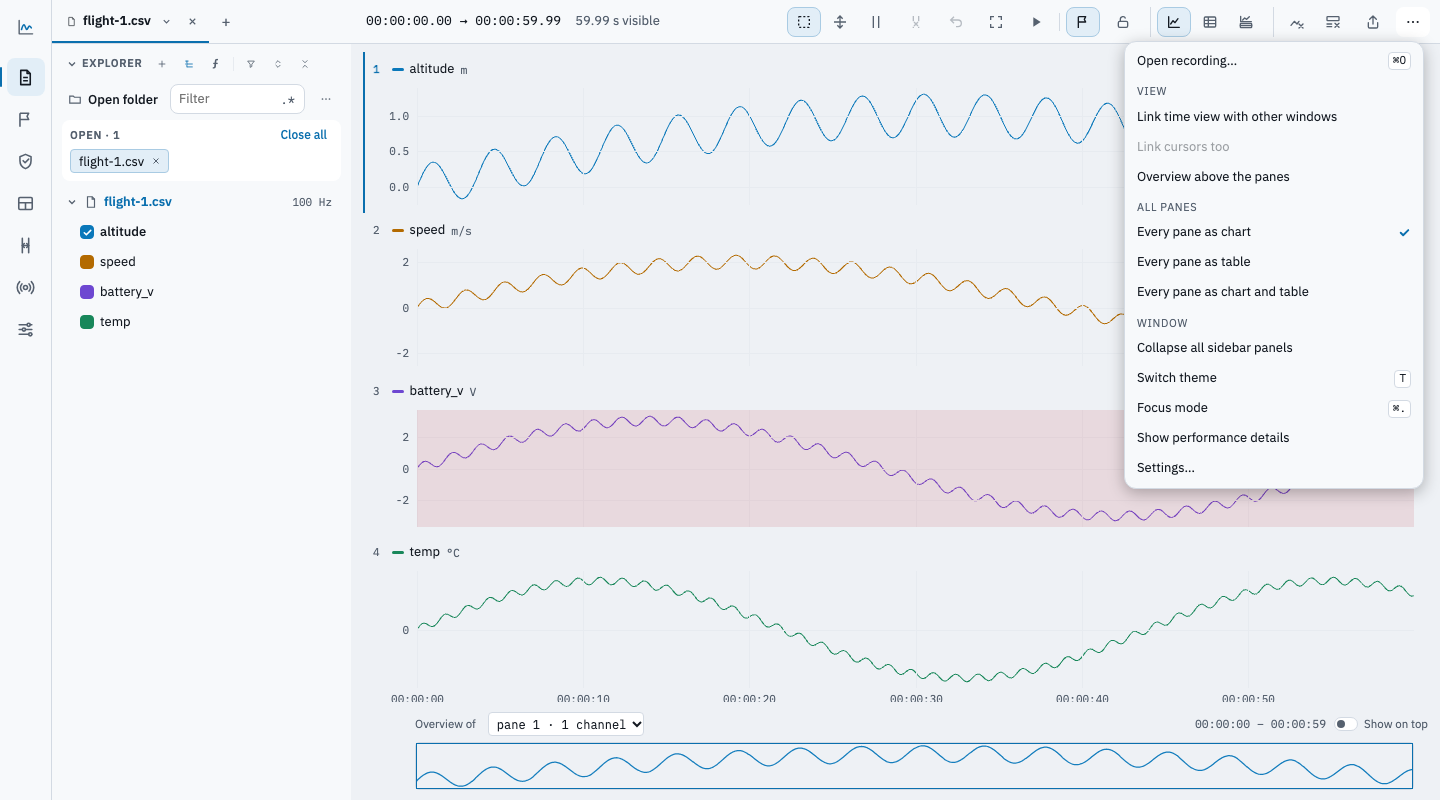 flight-1.csv
00:00:00.00 → 00:00:59.99 59.99 s visible
EXPLORER
Open folder
Filter .*
OPEN · 1 Close all
flight-1.csv ×
flight-1.csv 100 Hz
altitude
speed
battery_v
temp
1 altitude m
1.0
0.5
0.0
2 speed m/s
2
0
-2
3 battery_v V
2
0
-2
4 temp °C
0
00:00:00 00:00:10 00:00:20 00:00:30 00:00:40 00:00:50
Overview of pane 1 · 1 channel 00:00:00 – 00:00:59 Show on top
Open recording... ⌘O
VIEW
Link time view with other windows
Link cursors too
Overview above the panes
ALL PANES
Every pane as chart
Every pane as table
Every pane as chart and table
WINDOW
Collapse all sidebar panels
Switch theme T
Focus mode ⌘.
Show performance details
Settings...